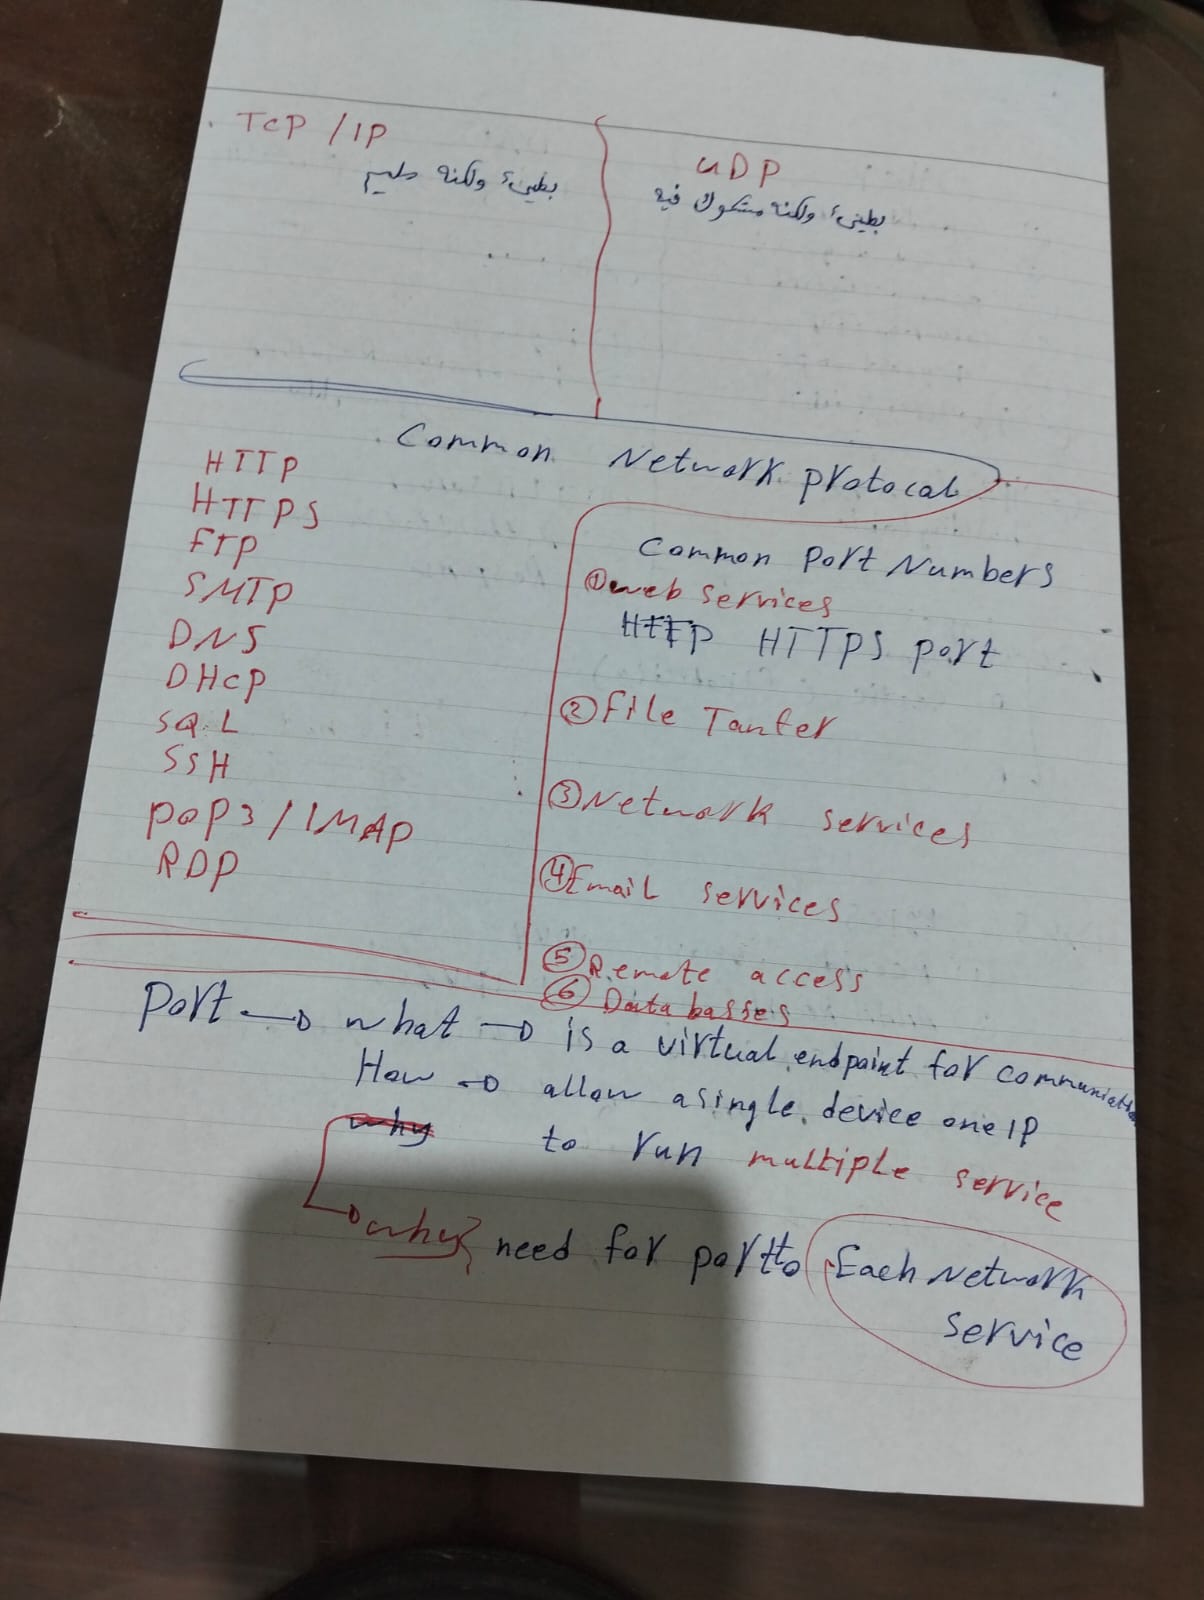 TCP / IP
بطيئ ولكنه سليم
UDP
بطيئ ولكنه مشكوك فيه
Common Network protocal
HTTP
HTTPS
FTP
SMTP
DNS
DHCP
SQL
SSH
POP3 / IMAP
RDP
Common Port Numbers
① web services
HTTP HTTPS port
② File Tanfer
③ Network services
④ Email services
⑤ Remote access
⑥ Data basses
Port → what → is a virtual endpoint for
How → allow a single device one IP
why to run multiple service
why need for port to Each Network
service